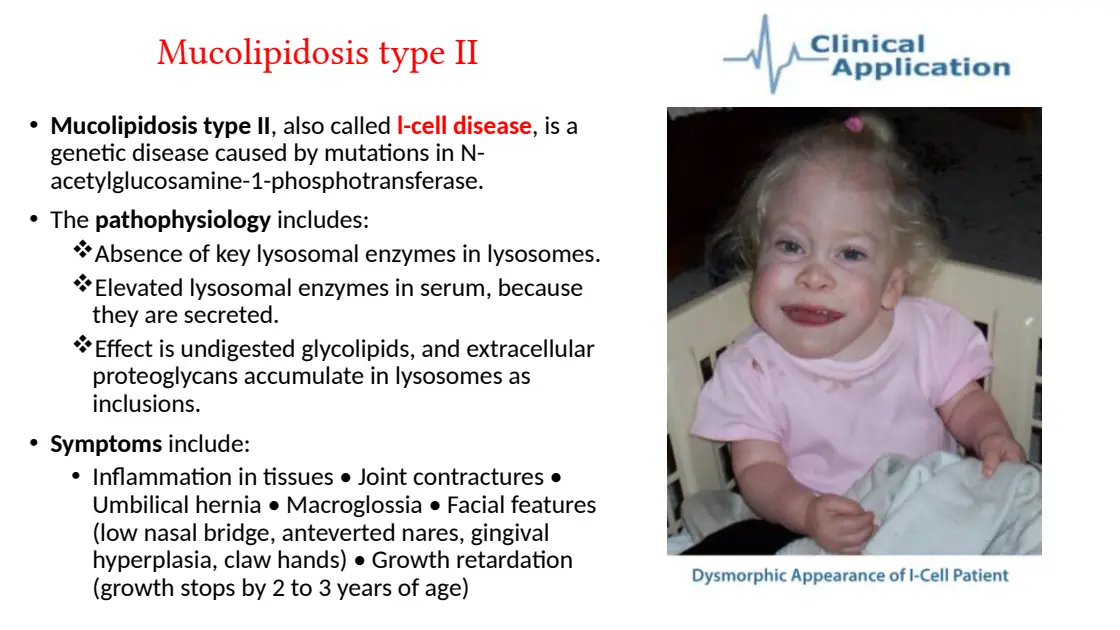 Mucolipidosis type II
Clinical
Application
• Mucolipidosis type II, also called l-cell disease, is a
genetic disease caused by mutations in N-
acetylglucosamine-1-phosphotransferase.
• The pathophysiology includes:
❖Absence of key lysosomal enzymes in lysosomes.
❖Elevated lysosomal enzymes in serum, because
they are secreted.
❖Effect is undigested glycolipids, and extracellular
proteoglycans accumulate in lysosomes as
inclusions.
• Symptoms include:
• Inflammation in tissues • Joint contractures •
Umbilical hernia • Macroglossia • Facial features
(low nasal bridge, anteverted nares, gingival
hyperplasia, claw hands) • Growth retardation
(growth stops by 2 to 3 years of age)
Dysmorphic Appearance of I-Cell Patient